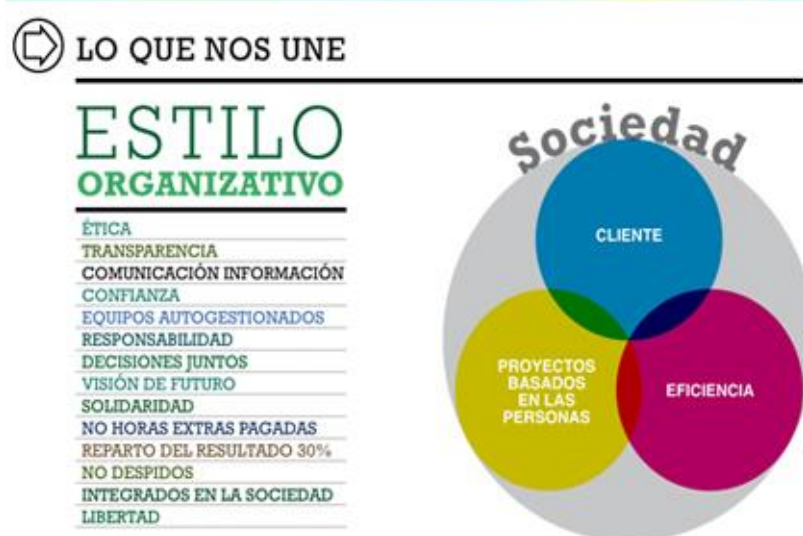 LO QUE NOS UNE
ESTILO
ORGANIZATIVO
ÉTICA
TRANSPARENCIA
COMUNICACIÓN INFORMACIÓN
CONFIANZA
EQUIPOS AUTOGESTIONADOS
RESPONSABILIDAD
DECISIONES JUNTOS
VISIÓN DE FUTURO
SOLIDARIDAD
NO HORAS EXTRAS PAGADAS
REPARTO DEL RESULTADO 30%
NO DESPIDOS
INTEGRADOS EN LA SOCIEDAD
LIBERTAD
Sociedad
CLIENTE
PROYECTOS
BASADOS
EN LAS
PERSONAS
EFICIENCIA